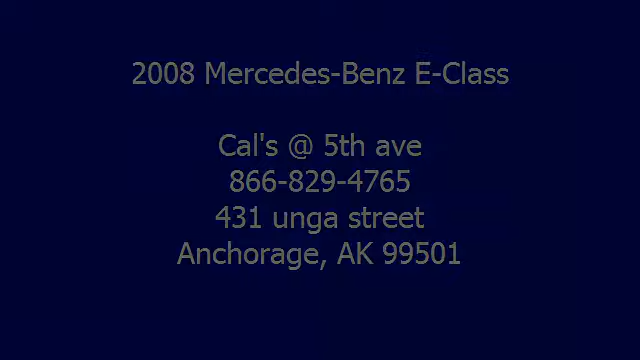 2008 Mercedes-Benz E-Class
Cal's @ 5th ave
866-829-4765
431 unga street
Anchorage, AK 99501